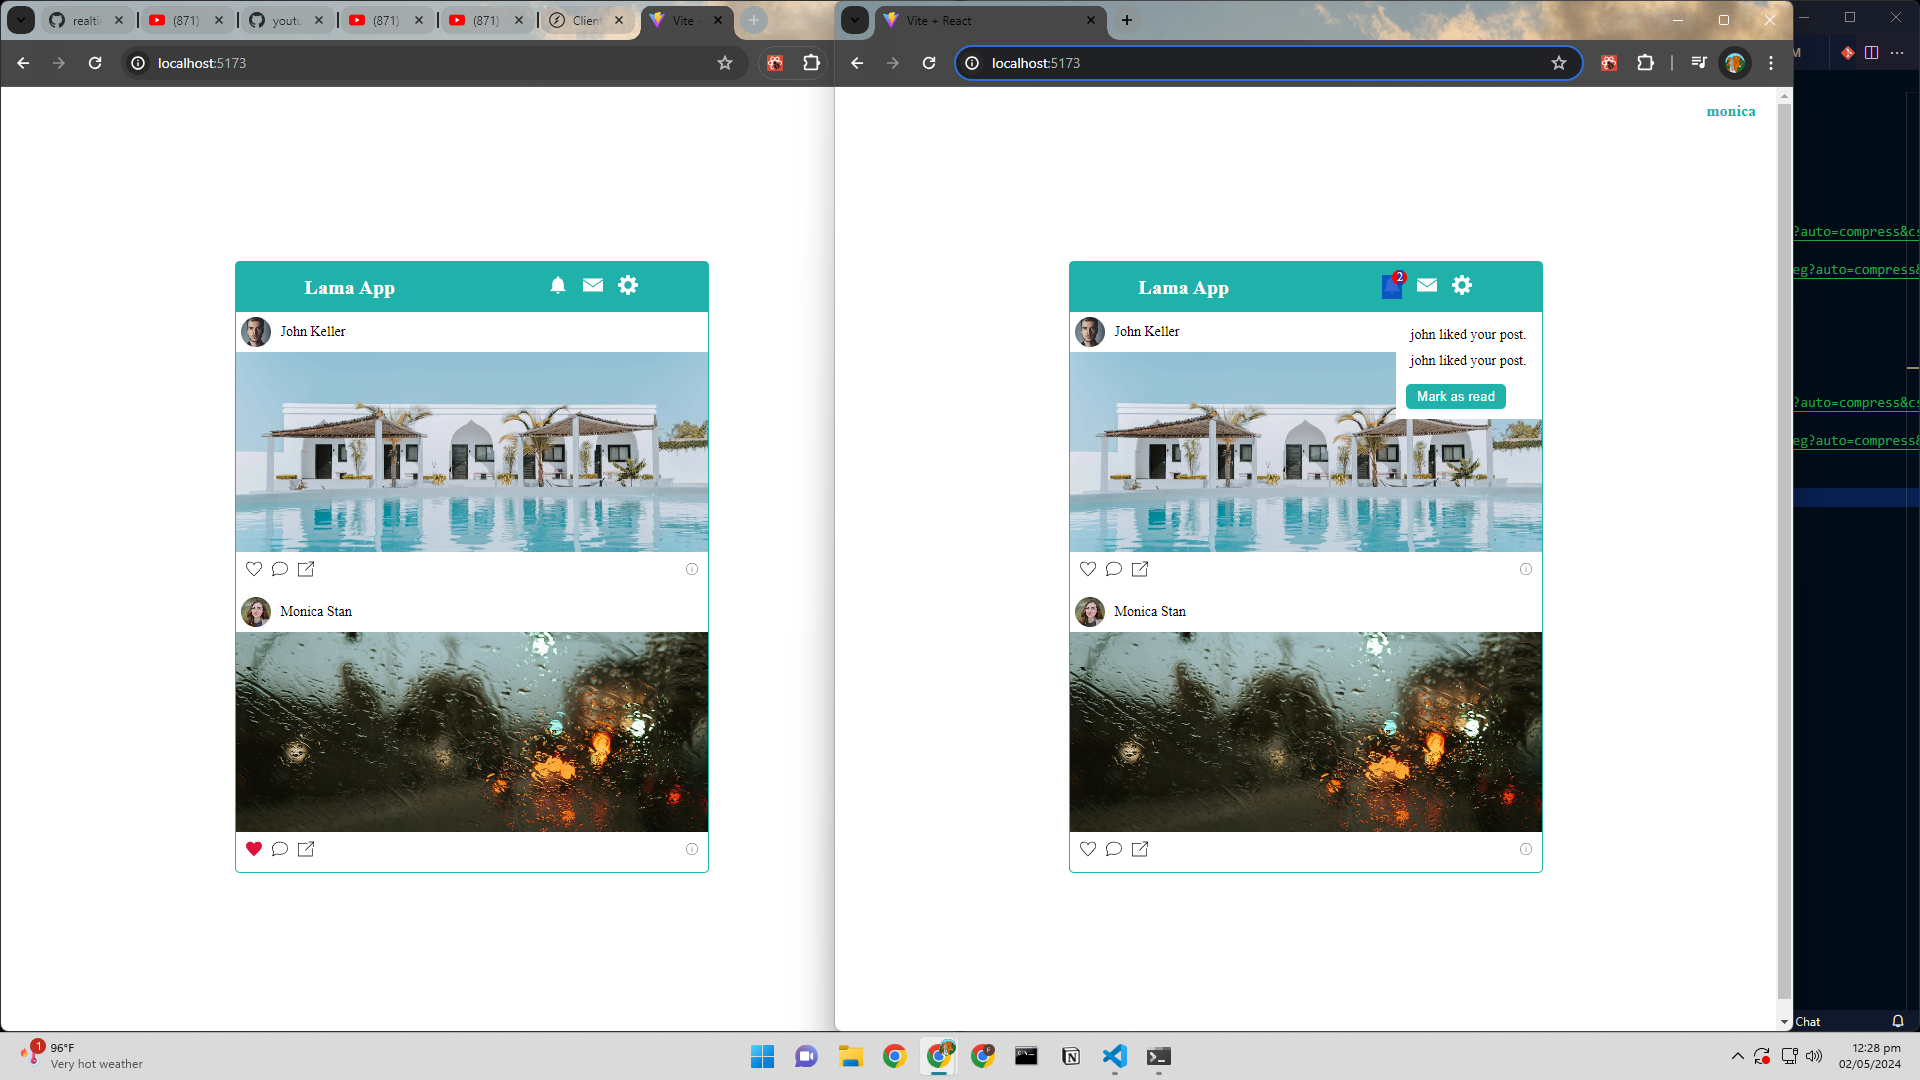 realti
(871)
youtu
(871)
(871)
Client
Vite
Vite + React
localhost:5173
localhost:5173
monica
Lama App
John Keller
Monica Stan
Lama App
2
John Keller
john liked your post.
john liked your post.
Mark as read
Monica Stan
M
?auto=compress&cs
eg?auto=compress&
?auto=compress&cs
eg?auto=compress&
Chat
1
96°F
Very hot weather
12:28 pm
02/05/2024